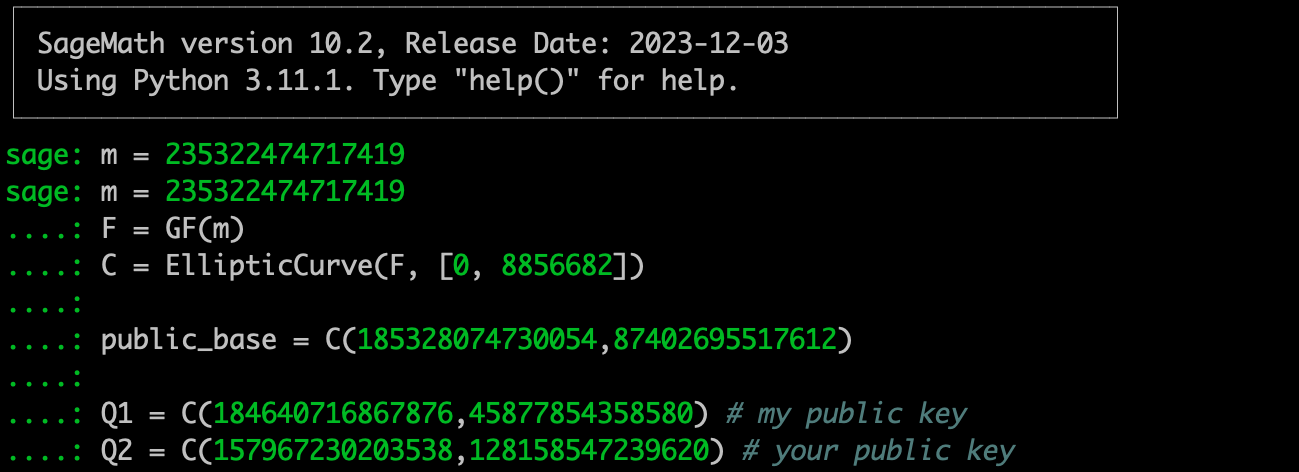 SageMath version 10.2, Release Date: 2023-12-03
Using Python 3.11.1. Type "help()" for help.
sage: m = 235322474717419
sage: m = 235322474717419
....: F = GF(m)
....: C = EllipticCurve(F, [0, 8856682])
....:
....: public_base = C(185328074730054,87402695517612)
....:
....: Q1 = C(184640716867876,45877854358580) # my public key
....: Q2 = C(157967230203538,128158547239620) # your public key